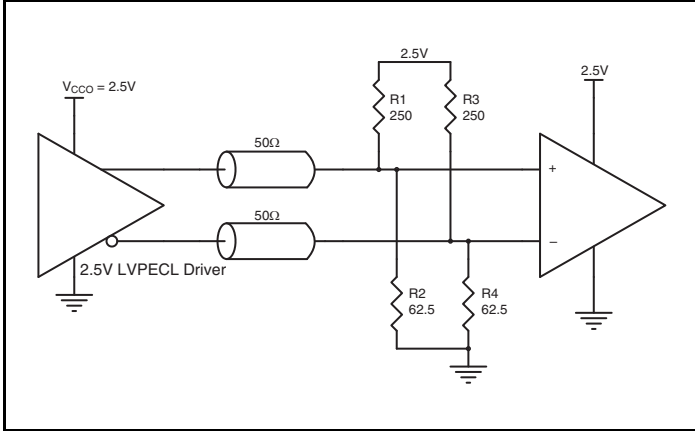 2.5V
V_CCO = 2.5V
2.5V
R1
250
R3
250
50Ω
+
50Ω
−
2.5V LVPECL Driver
R2
62.5
R4
62.5